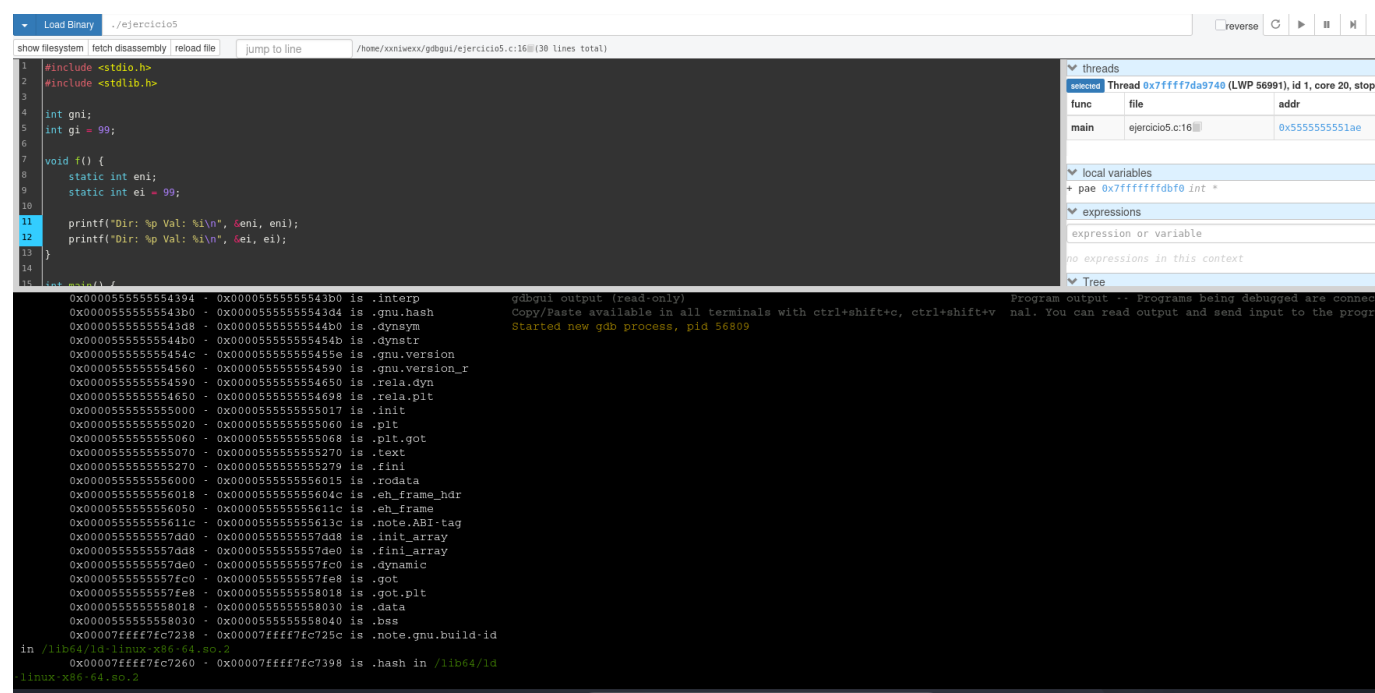 Load Binary ./ejercicio5 reverse
show filesystem fetch disassembly reload file jump to line /home/xxniwexx/gdbgui/ejercicio5.c:16 (30 lines total)
1 #include <stdio.h>
2 #include <stdlib.h>
3
4 int gni;
5 int gi = 99;
6
7 void f() {
8 static int eni;
9 static int ei = 99;
10
11 printf("Dir: %p Val: %i\n", &eni, eni);
12 printf("Dir: %p Val: %i\n", &ei, ei);
13 }
14
15 int main() {
threads
selected Thread 0x7ffff7da9740 (LWP 56991), id 1, core 20, stop
func file addr
main ejercicio5.c:16 0x5555555551ae
local variables
+ pae 0x7fffffffdbf0 int *
expressions
expression or variable
no expressions in this context
Tree
0x0000555555554394 - 0x00005555555543b0 is .interp
0x00005555555543b0 - 0x00005555555543d4 is .gnu.hash
0x00005555555543d8 - 0x00005555555544b0 is .dynsym
0x00005555555544b0 - 0x000055555555454b is .dynstr
0x000055555555454c - 0x000055555555455e is .gnu.version
0x0000555555554560 - 0x0000555555554590 is .gnu.version_r
0x0000555555554590 - 0x0000555555554650 is .rela.dyn
0x0000555555554650 - 0x0000555555554698 is .rela.plt
0x0000555555555000 - 0x0000555555555017 is .init
0x0000555555555020 - 0x0000555555555060 is .plt
0x0000555555555060 - 0x0000555555555068 is .plt.got
0x0000555555555070 - 0x0000555555555270 is .text
0x0000555555555270 - 0x0000555555555279 is .fini
0x0000555555556000 - 0x0000555555556015 is .rodata
0x0000555555556018 - 0x000055555555604c is .eh_frame_hdr
0x0000555555556050 - 0x000055555555611c is .eh_frame
0x000055555555611c - 0x000055555555613c is .note.ABI-tag
0x0000555555557dd0 - 0x0000555555557dd8 is .init_array
0x0000555555557dd8 - 0x0000555555557de0 is .fini_array
0x0000555555557de0 - 0x0000555555557fc0 is .dynamic
0x0000555555557fc0 - 0x0000555555557fe8 is .got
0x0000555555557fe8 - 0x0000555555558018 is .got.plt
0x0000555555558018 - 0x0000555555558030 is .data
0x0000555555558030 - 0x0000555555558040 is .bss
0x00007ffff7fc7238 - 0x00007ffff7fc725c is .note.gnu.build-id
in /lib64/ld-linux-x86-64.so.2
0x00007ffff7fc7260 - 0x00007ffff7fc7398 is .hash in /lib64/ld
-linux-x86-64.so.2
gdbgui output (read-only)
Copy/Paste available in all terminals with ctrl+shift+c, ctrl+shift+v
Started new gdb process, pid 56809
Program output -- Programs being debugged are connec
nal. You can read output and send input to the progr